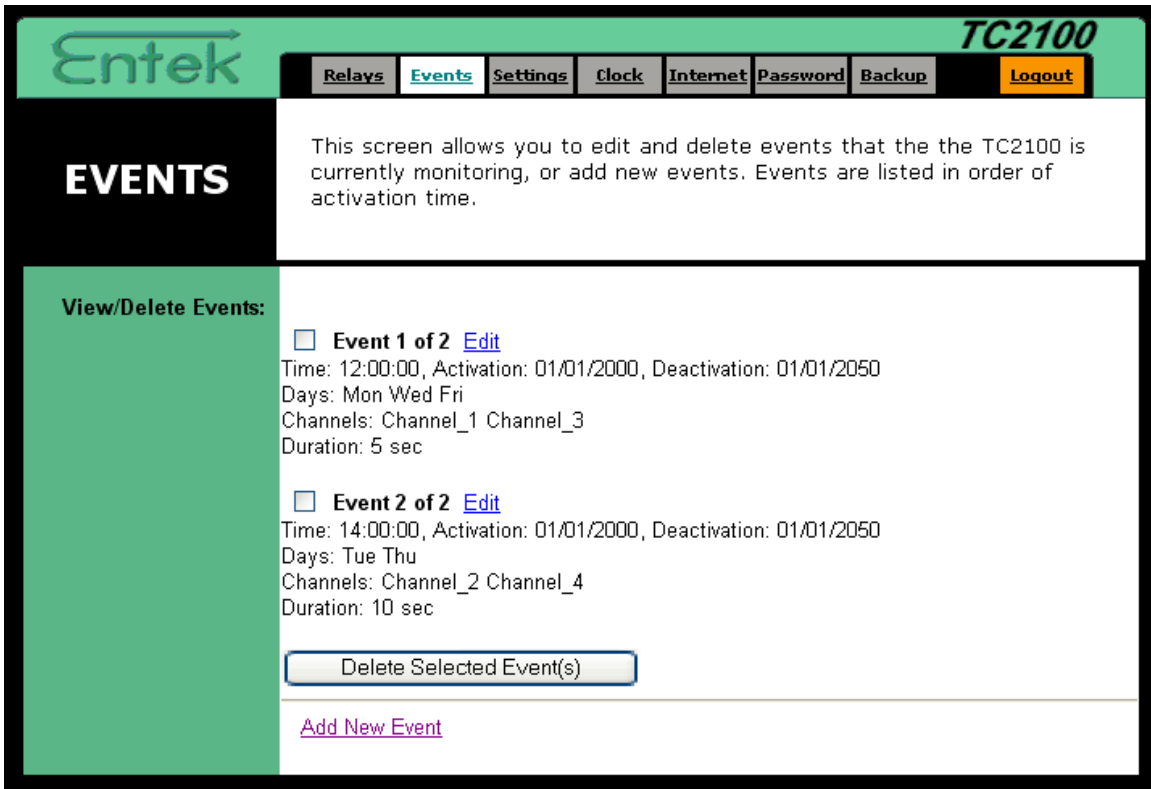 Entek
TC2100
Relays Events Settings Clock Internet Password Backup Logout
EVENTS
This screen allows you to edit and delete events that the the TC2100 is
currently monitoring, or add new events. Events are listed in order of
activation time.
View/Delete Events:
Event 1 of 2 Edit
Time: 12:00:00, Activation: 01/01/2000, Deactivation: 01/01/2050
Days: Mon Wed Fri
Channels: Channel_1 Channel_3
Duration: 5 sec
Event 2 of 2 Edit
Time: 14:00:00, Activation: 01/01/2000, Deactivation: 01/01/2050
Days: Tue Thu
Channels: Channel_2 Channel_4
Duration: 10 sec
Delete Selected Event(s)
Add New Event